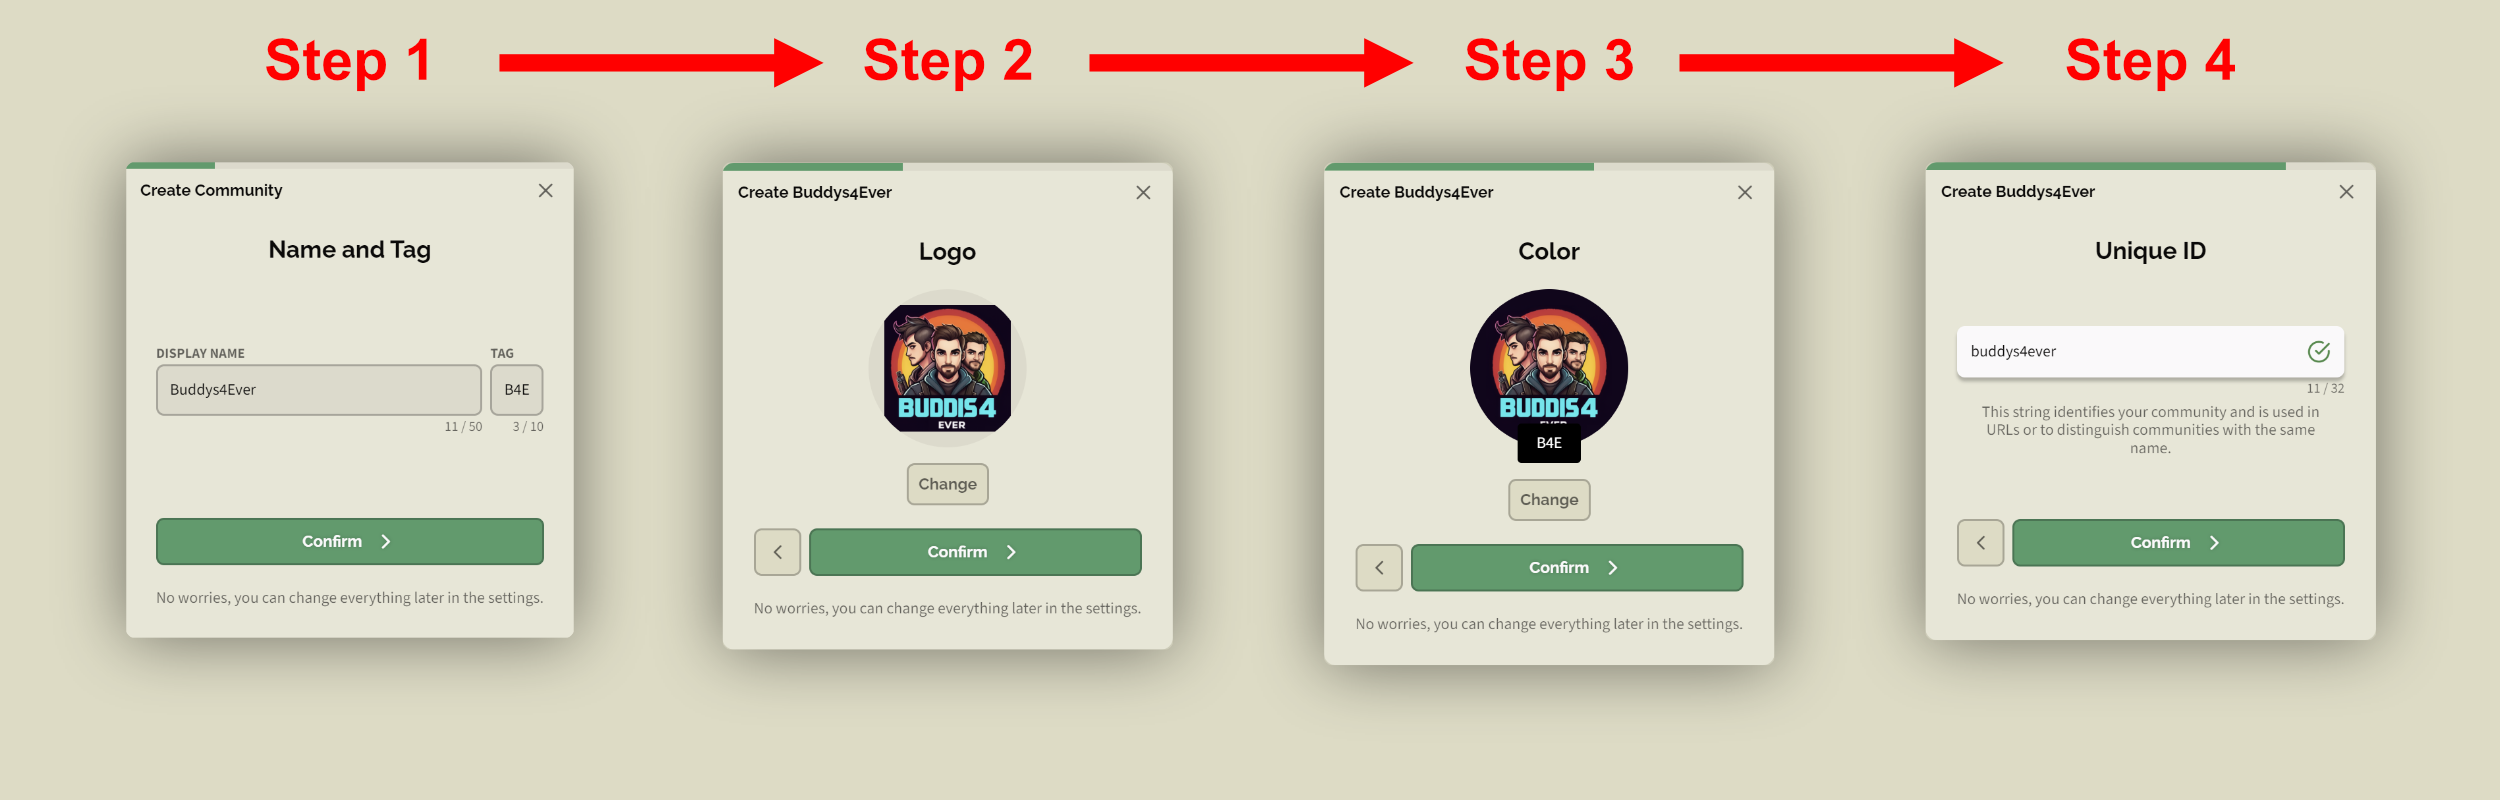 Step 1
Step 2
Step 3
Step 4
Create Community
Name and Tag
DISPLAY NAME
TAG
Buddys4Ever
B4E
11 / 50
3 / 10
Confirm
No worries, you can change everything later in the settings.
Create Buddys4Ever
Logo
BUDDIS4
EVER
Change
Confirm
No worries, you can change everything later in the settings.
Create Buddys4Ever
Color
BUDDIS4
EVER
B4E
Change
Confirm
No worries, you can change everything later in the settings.
Create Buddys4Ever
Unique ID
buddys4ever
11 / 32
This string identifies your community and is used in
URLs or to distinguish communities with the same
name.
Confirm
No worries, you can change everything later in the settings.